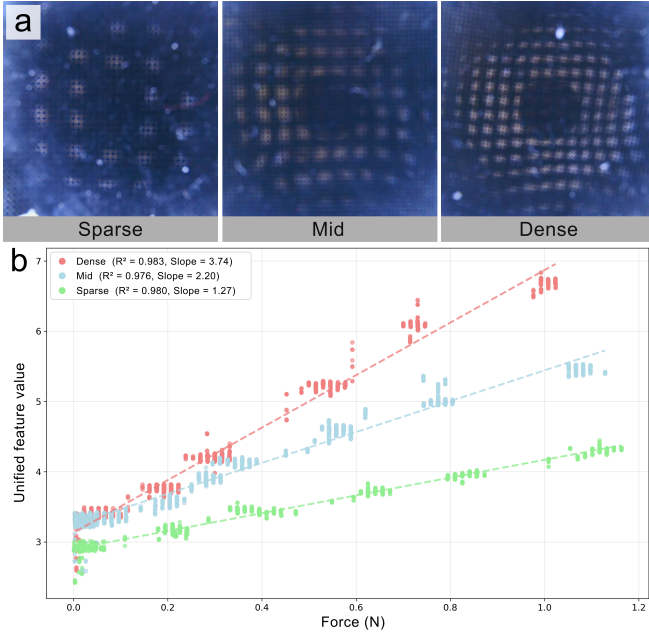 a
Sparse
Mid
Dense
b
Dense (R² = 0.983, Slope = 3.74)
Mid (R² = 0.976, Slope = 2.20)
Sparse (R² = 0.980, Slope = 1.27)
7
6
5
4
3
Unified feature value
0.0 0.2 0.4 0.6 0.8 1.0 1.2
Force (N)